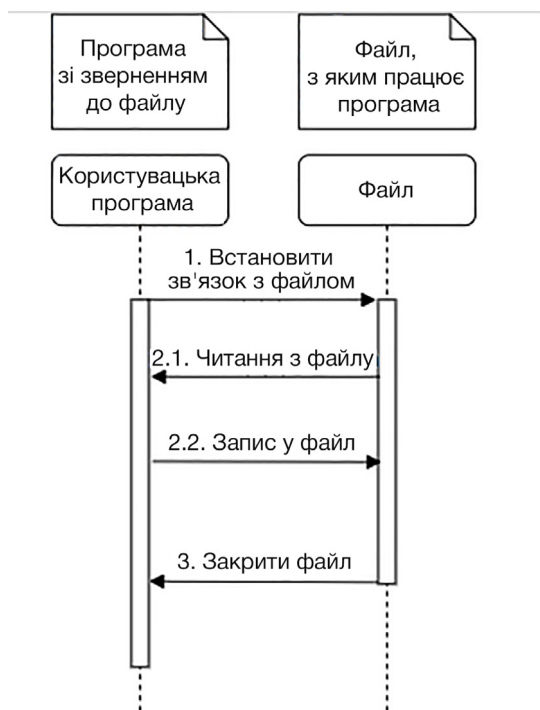 Програма
зі зверненням
до файлу
Файл,
з яким працює
програма
Користувацька
програма
Файл
1. Встановити
зв'язок з файлом
2.1. Читання з файлу
2.2. Запис у файл
3. Закрити файл